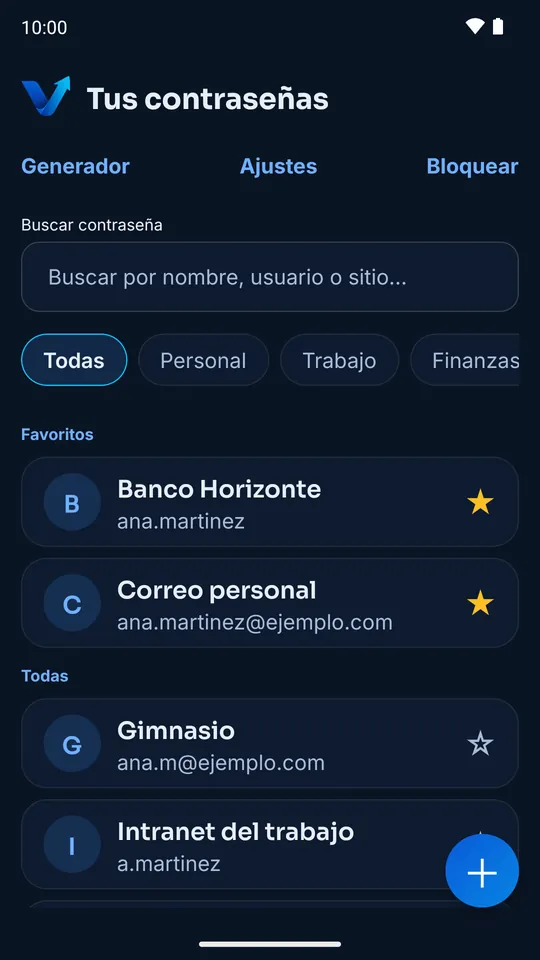 10:00
Tus contraseñas
Generador Ajustes Bloquear
Buscar contraseña
Buscar por nombre, usuario o sitio...
Todas Personal Trabajo Finanzas
Favoritos
B
Banco Horizonte
ana.martinez
C
Correo personal
ana.martinez@ejemplo.com
Todas
G
Gimnasio
ana.m@ejemplo.com
I
Intranet del trabajo
a.martinez